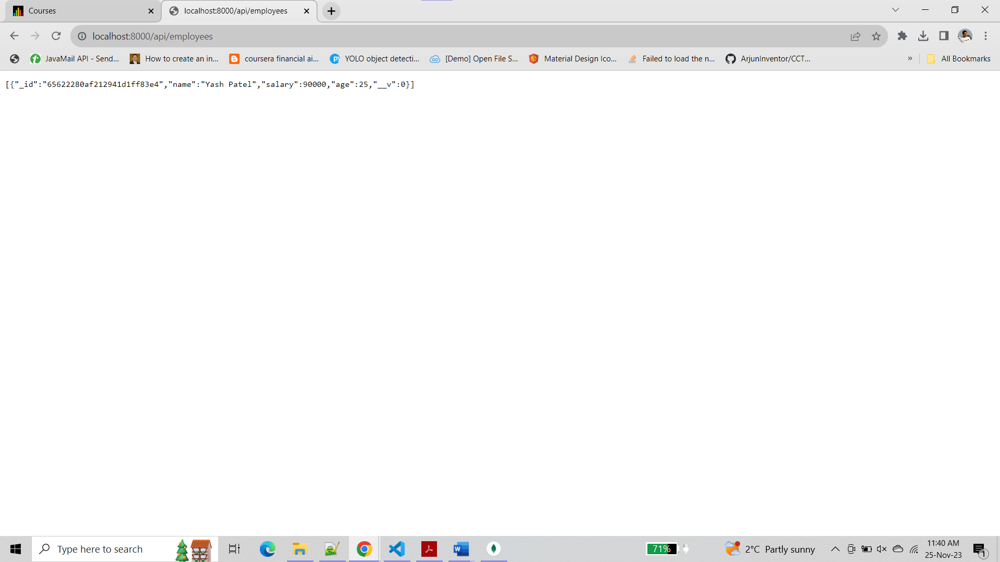 Courses
localhost:8000/api/employees
localhost:8000/api/employees
JavaMail API - Send... How to create an in... coursera financial ai... YOLO object detecti... [Demo] Open File S... Material Design Ico... Failed to load the n... ArjunInventor/CCT... » All Bookmarks
[{"_id":"65622280af212941d1ff83e4","name":"Yash Patel","salary":90000,"age":25,"__v":0}]
Type here to search
71%
2°C Partly sunny
11:40 AM
25-Nov-23
1